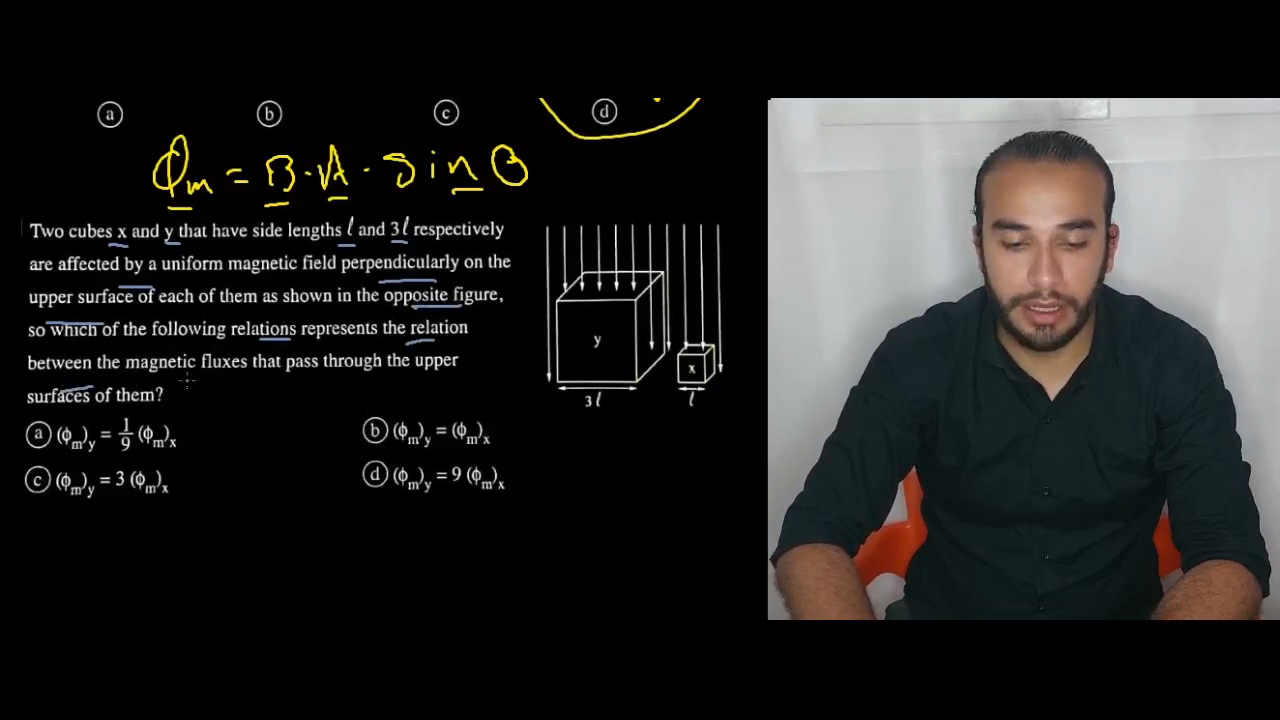 a b c d
Φm = B·A·Sin θ
Two cubes x and y that have side lengths l and 3l respectively
are affected by a uniform magnetic field perpendicularly on the
upper surface of each of them as shown in the opposite figure,
so which of the following relations represents the relation
between the magnetic fluxes that pass through the upper
surfaces of them?
y
x
3l
l
a (ϕm)y = 1/9 (ϕm)x
b (ϕm)y = (ϕm)x
c (ϕm)y = 3 (ϕm)x
d (ϕm)y = 9 (ϕm)x